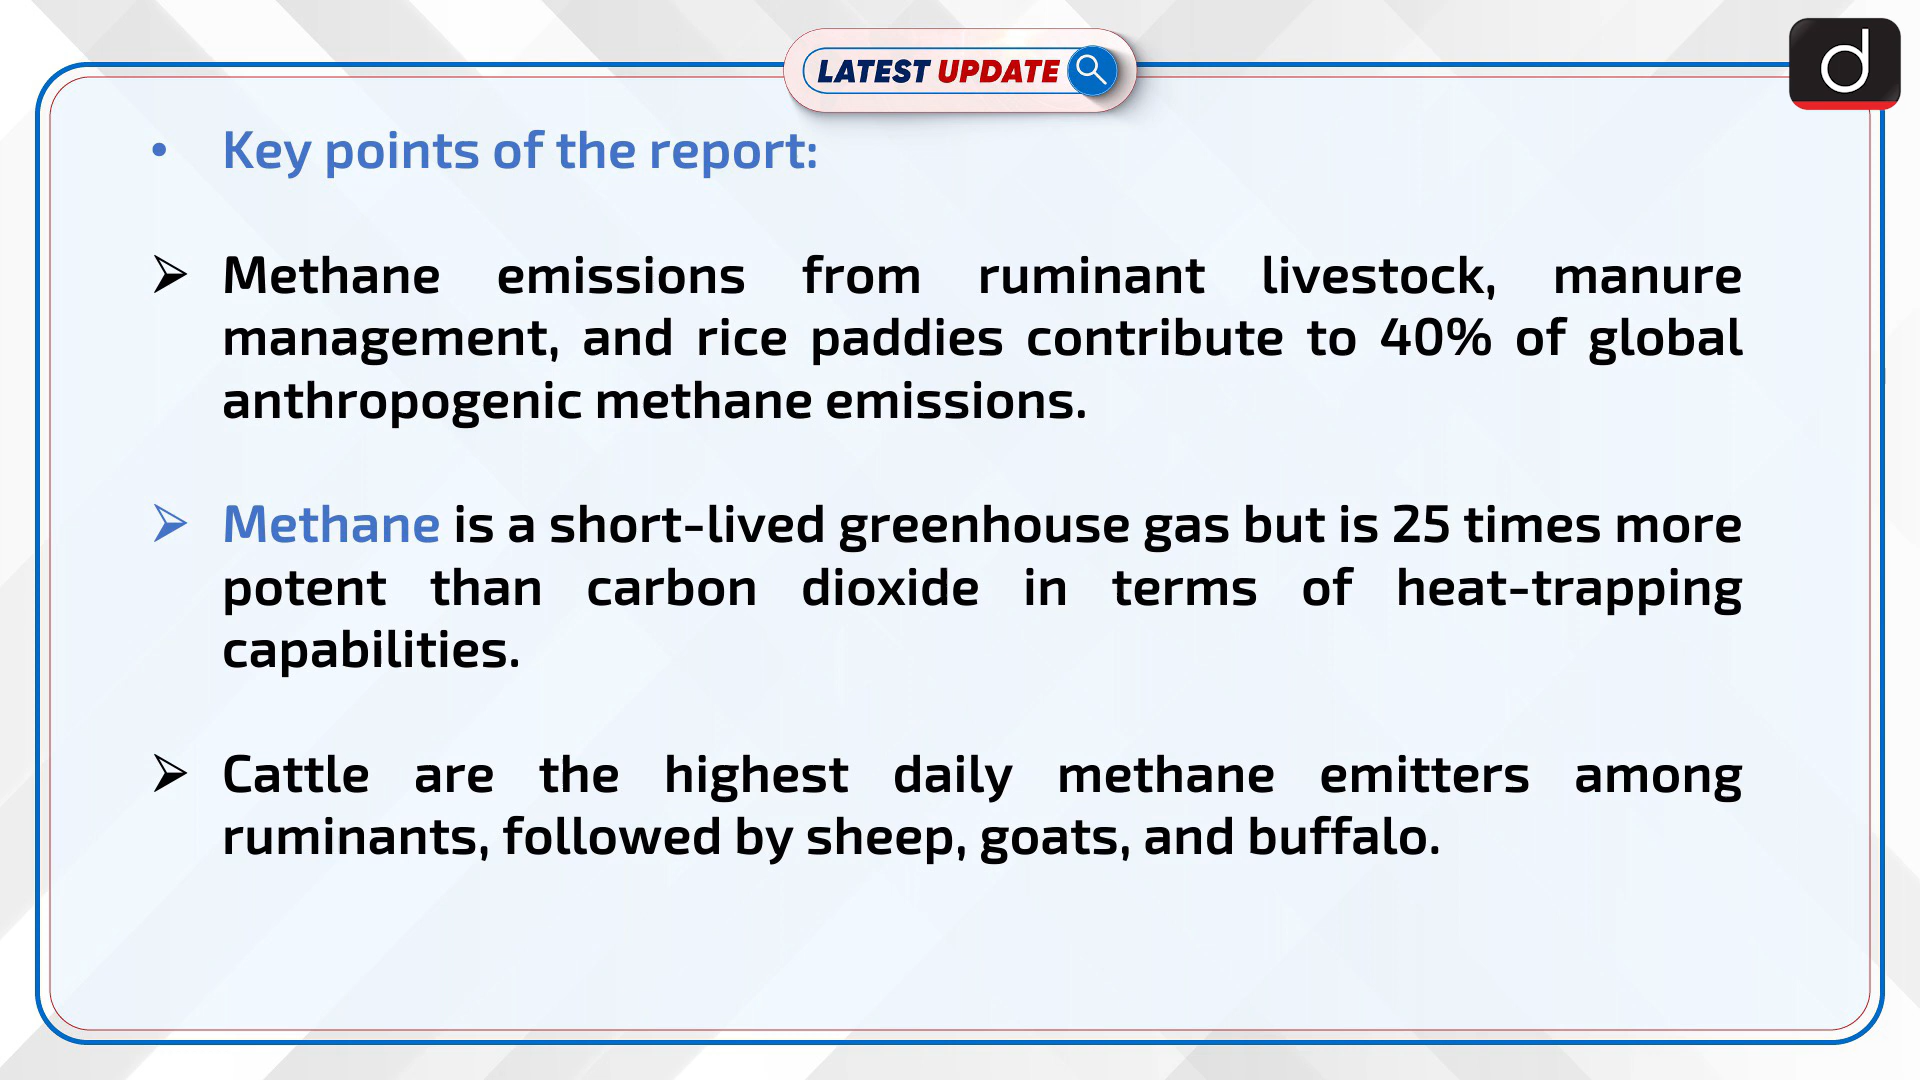 LATEST UPDATE
d
• Key points of the report:
➢ Methane emissions from ruminant livestock, manure
management, and rice paddies contribute to 40% of global
anthropogenic methane emissions.
➢ Methane is a short-lived greenhouse gas but is 25 times more
potent than carbon dioxide in terms of heat-trapping
capabilities.
➢ Cattle are the highest daily methane emitters among
ruminants, followed by sheep, goats, and buffalo.